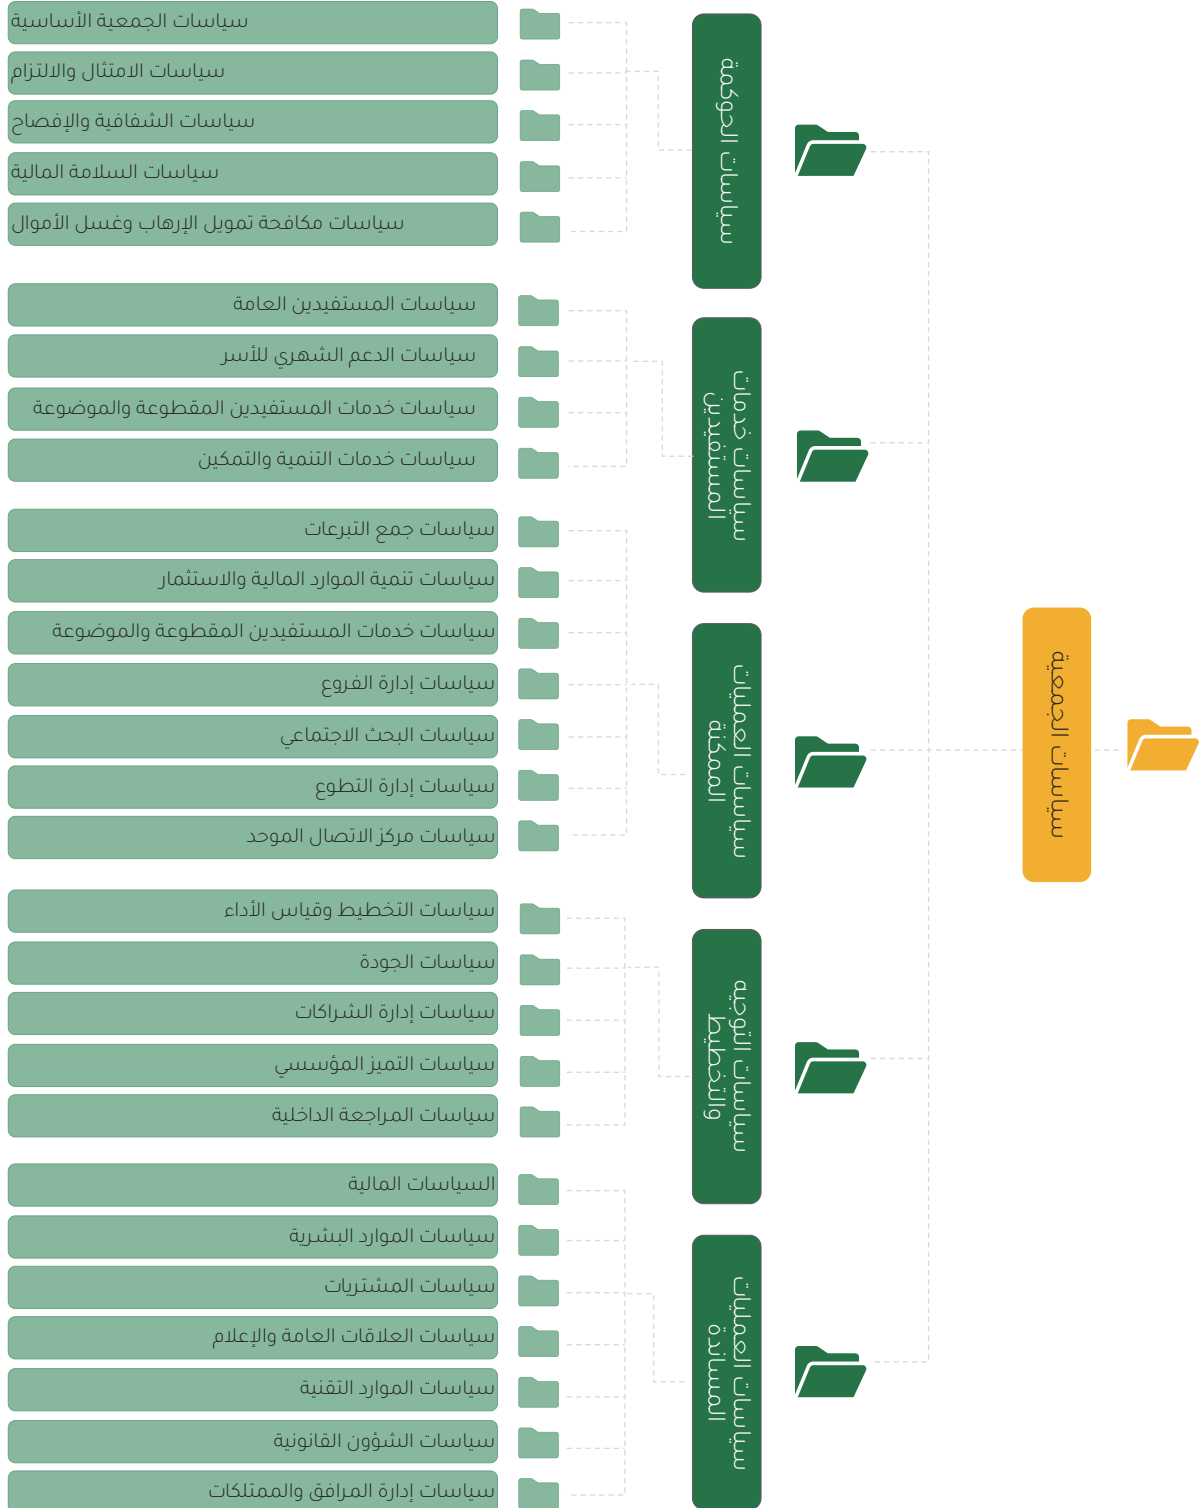 سياسات الجمعية
سياسات الحوكمة
سياسات الجمعية الأساسية
سياسات الامتثال والالتزام
سياسات الشفافية والإفصاح
سياسات السلامة المالية
سياسات مكافحة تمويل الإرهاب وغسل الأموال
سياسات خدمات
المستفيدين
سياسات المستفيدين العامة
سياسات الدعم الشهري للأسر
سياسات خدمات المستفيدين المقطوعة والموضوعة
سياسات خدمات التنمية والتمكين
سياسات العمليات
الممكنة
سياسات جمع التبرعات
سياسات تنمية الموارد المالية والاستثمار
سياسات خدمات المستفيدين المقطوعة والموضوعة
سياسات إدارة الفروع
سياسات البحث الاجتماعي
سياسات إدارة التطوع
سياسات مركز الاتصال الموحد
سياسات التوجيه
والتخطيط
سياسات التخطيط وقياس الأداء
سياسات الجودة
سياسات إدارة الشراكات
سياسات التميز المؤسسي
سياسات المراجعة الداخلية
سياسات العمليات
المساندة
السياسات المالية
سياسات الموارد البشرية
سياسات المشتريات
سياسات العلاقات العامة والإعلام
سياسات الموارد التقنية
سياسات الشؤون القانونية
سياسات إدارة المرافق والممتلكات